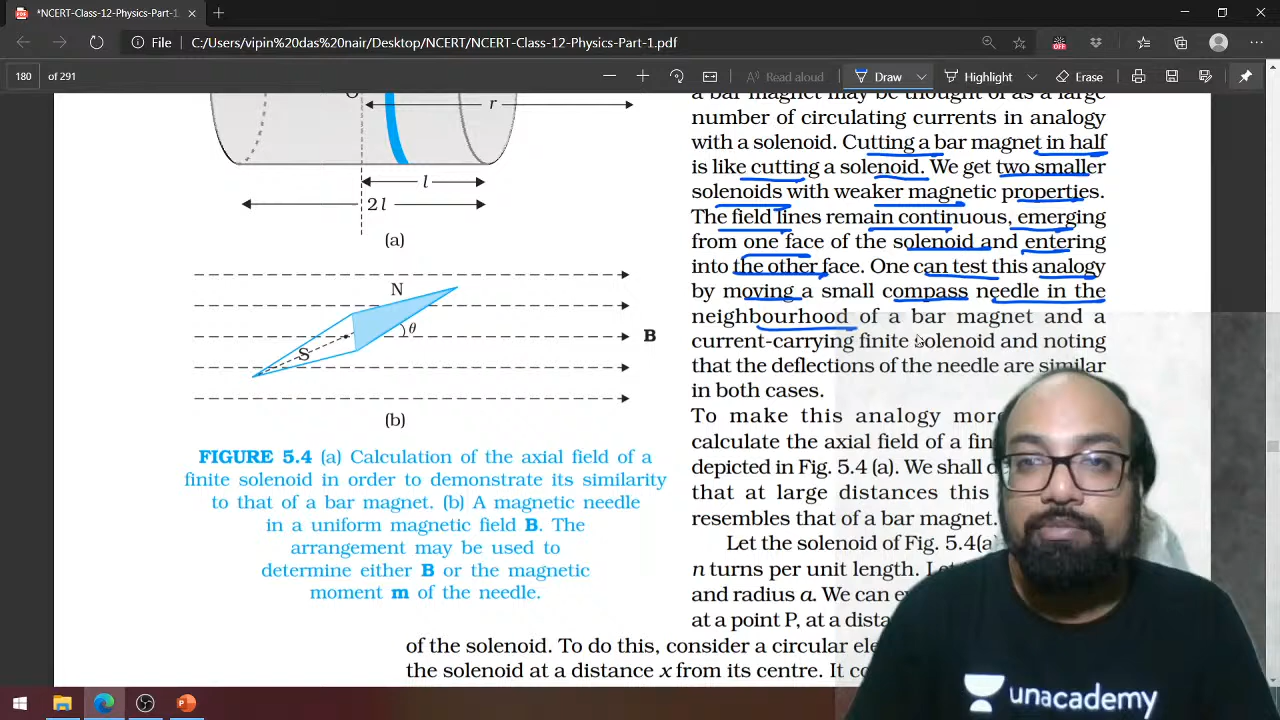 *NCERT-Class-12-Physics-Part-1.
File
C:/Users/vipin%20das%20nair/Desktop/NCERT/NCERT-Class-12-Physics-Part-1.pdf
OFF
180 of 291
Read aloud
Draw
Highlight
Erase
r
l
2l
(a)
N
S
θ
B
(b)
FIGURE 5.4 (a) Calculation of the axial field of a
finite solenoid in order to demonstrate its similarity
to that of a bar magnet. (b) A magnetic needle
in a uniform magnetic field B. The
arrangement may be used to
determine either B or the magnetic
moment m of the needle.
a bar magnet may be thought of as a large
number of circulating currents in analogy
with a solenoid. Cutting a bar magnet in half
is like cutting a solenoid. We get two smaller
solenoids with weaker magnetic properties.
The field lines remain continuous, emerging
from one face of the solenoid and entering
into the other face. One can test this analogy
by moving a small compass needle in the
neighbourhood of a bar magnet and a
current-carrying finite solenoid and noting
that the deflections of the needle are similar
in both cases.
To make this analogy more
calculate the axial field of a
depicted in Fig. 5.4 (a). We shall
that at large distances this
resembles that of a bar magnet.
Let the solenoid of Fig. 5.4(a)
n turns per unit length.
and radius a. We can
at a point P, at a
of the solenoid. To do this, consider a circular
the solenoid at a distance x from its centre. It
unacademy